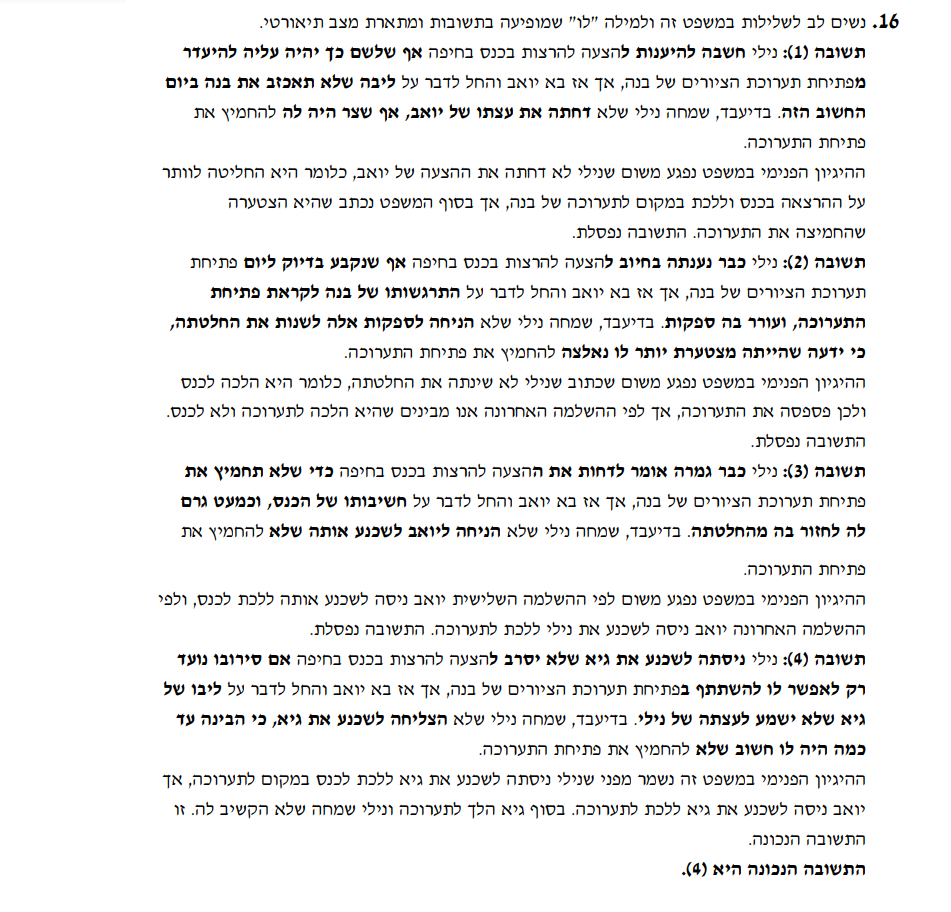 16. נשים לב לשלילות במשפט זה ולמילה "לו" שמופיעה בתשובות ומתארת מצב תיאורטי.
תשובה (1): נילי חשבה להיענות להצעה להרצות בכנס בחיפה אף שלשם כך יהיה עליה להיעדר
מפתיחת תערוכת הציורים של בנה, אך אז בא יואב והחל לדבר על ליבה שלא תאכזב את בנה ביום
החשוב הזה. בדיעבד, שמחה נילי שלא דחתה את עצתו של יואב, אף שצר היה לה להחמיץ את
פתיחת התערוכה.
ההיגיון הפנימי במשפט נפגע משום שנילי לא דחתה את ההצעה של יואב, כלומר היא החליטה לוותר
על ההרצאה בכנס וללכת במקום לתערוכה של בנה, אך בסוף המשפט נכתב שהיא הצטערה
שהחמיצה את התערוכה. התשובה נפסלת.
תשובה (2): נילי כבר נענתה בחיוב להצעה להרצות בכנס בחיפה אף שנקבע בדיוק ליום פתיחת
תערוכת הציורים של בנה, אך אז בא יואב והחל לדבר על התרגשותו של בנה לקראת פתיחת
התערוכה, ועורר בה ספקות. בדיעבד, שמחה נילי שלא הניחה לספקות אלה לשנות את החלטתה,
כי ידעה שהייתה מצטערת יותר לו נאלצה להחמיץ את פתיחת התערוכה.
ההיגיון הפנימי במשפט נפגע משום שכתוב שנילי לא שינתה את החלטתה, כלומר היא הלכה לכנס
ולכן פספסה את התערוכה, אך לפי ההשלמה האחרונה אנו מבינים שהיא הלכה לתערוכה ולא לכנס.
התשובה נפסלת.
תשובה (3): נילי כבר גמרה אומר לדחות את ההצעה להרצות בכנס בחיפה כדי שלא תחמיץ את
פתיחת תערוכת הציורים של בנה, אך אז בא יואב והחל לדבר על חשיבותו של הכנס, וכמעט גרם
לה לחזור בה מהחלטתה. בדיעבד, שמחה נילי שלא הניחה ליואב לשכנע אותה שלא להחמיץ את
פתיחת התערוכה.
ההיגיון הפנימי במשפט נפגע משום לפי ההשלמה השלישית יואב ניסה לשכנע אותה ללכת לכנס, ולפי
ההשלמה האחרונה יואב ניסה לשכנע את נילי ללכת לתערוכה. התשובה נפסלת.
תשובה (4): נילי ניסתה לשכנע את גיא שלא יסרב להצעה להרצות בכנס בחיפה אם סירובו נועד
רק לאפשר לו להשתתף בפתיחת תערוכת הציורים של בנה, אך אז בא יואב והחל לדבר על ליבו של
גיא שלא ישמע לעצתה של נילי. בדיעבד, שמחה נילי שלא הצליחה לשכנע את גיא, כי הבינה עד
כמה היה לו חשוב שלא להחמיץ את פתיחת התערוכה.
ההיגיון הפנימי במשפט זה נשמר מפני שנילי ניסתה לשכנע את גיא ללכת לכנס במקום לתערוכה, אך
יואב ניסה לשכנע את גיא ללכת לתערוכה. בסוף גיא הלך לתערוכה ונילי שמחה שלא הקשיב לה. זו
התשובה הנכונה.
התשובה הנכונה היא (4).